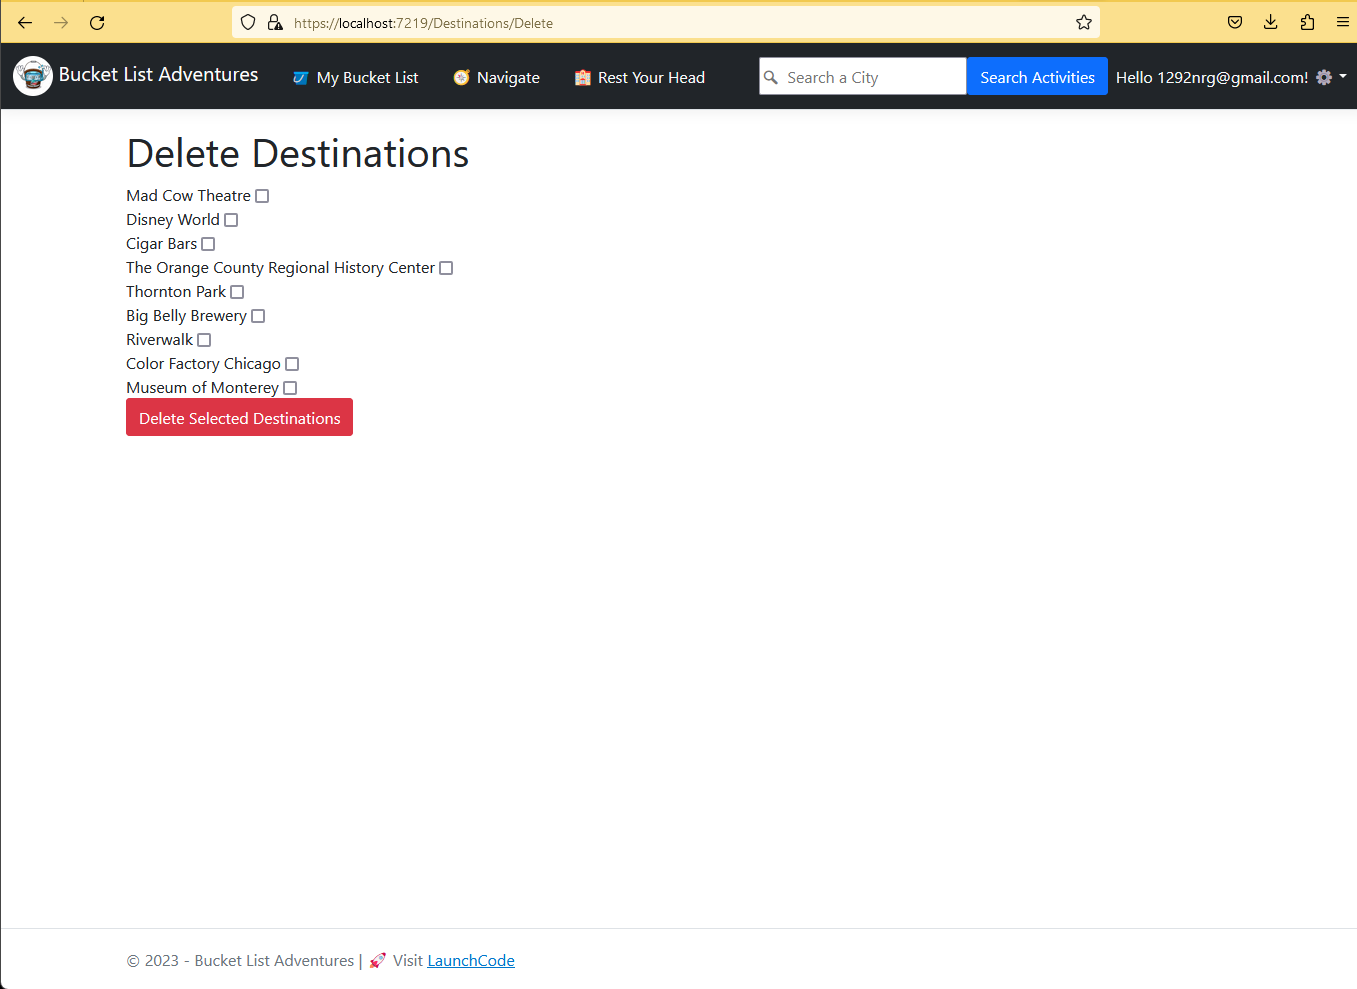 https://localhost:7219/Destinations/Delete
Bucket List Adventures My Bucket List Navigate Rest Your Head Search a City Search Activities Hello 1292nrg@gmail.com!
Delete Destinations
Mad Cow Theatre
Disney World
Cigar Bars
The Orange County Regional History Center
Thornton Park
Big Belly Brewery
Riverwalk
Color Factory Chicago
Museum of Monterey
Delete Selected Destinations
© 2023 - Bucket List Adventures | 🚀 Visit LaunchCode